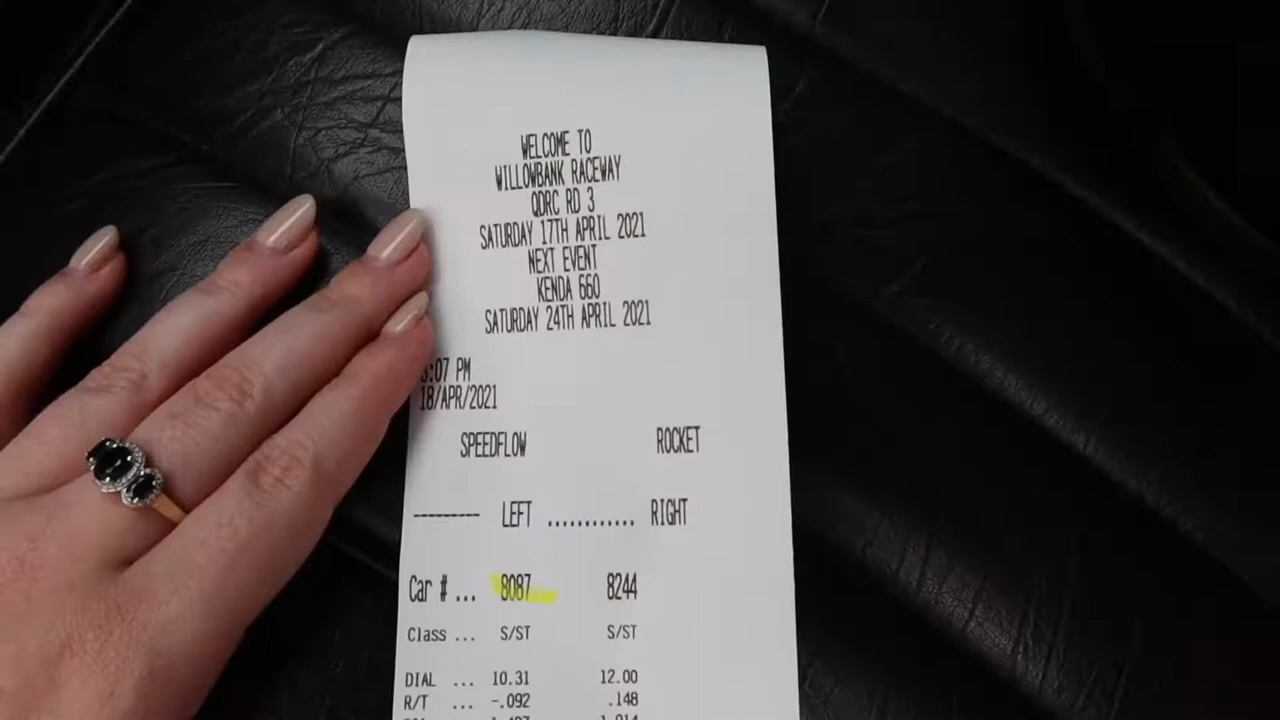 WELCOME TO
WILLOWBANK RACEWAY
QDRC RD 3
SATURDAY 17TH APRIL 2021
NEXT EVENT
KENDA 660
SATURDAY 24TH APRIL 2021
:07 PM
18/APR/2021
SPEEDFLOW ROCKET
--------- LEFT ............ RIGHT
Car # ... 8087 8244
Class ... S/ST S/ST
DIAL ... 10.31 12.00
R/T ... -.092 .148